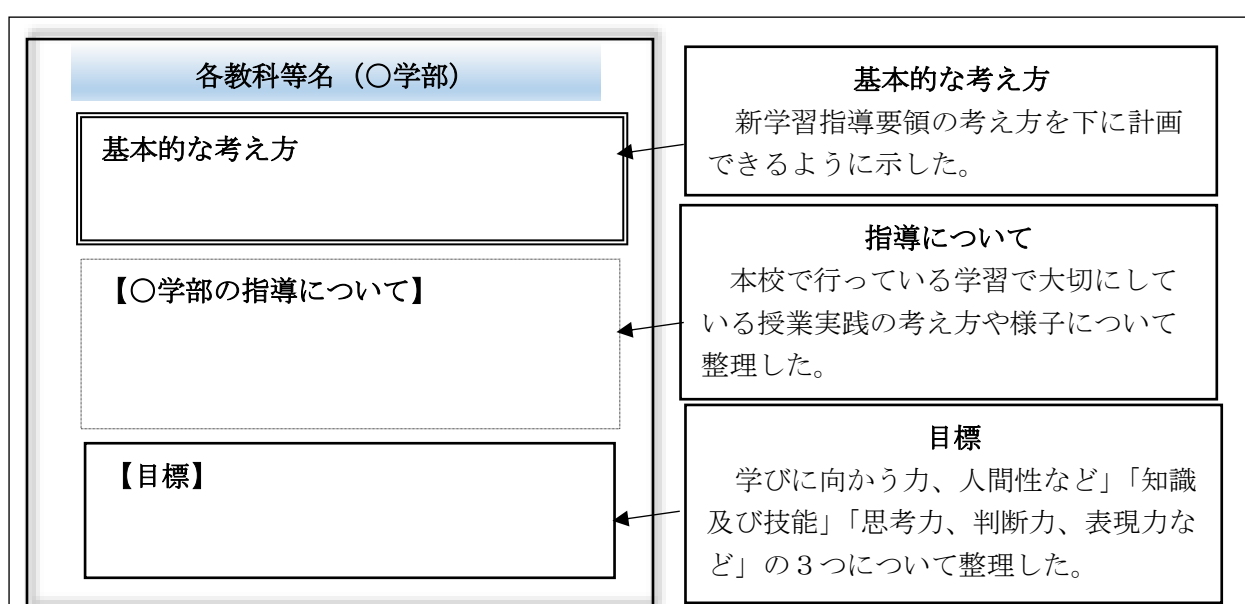 各教科等名（○学部）
基本的な考え方
【○学部の指導について】
【目標】
基本的な考え方
新学習指導要領の考え方を下に計画
できるように示した。
指導について
本校で行っている学習で大切にして
いる授業実践の考え方や様子について
整理した。
目標
学びに向かう力、人間性など」「知識
及び技能」「思考力、判断力、表現力な
ど」の３つについて整理した。